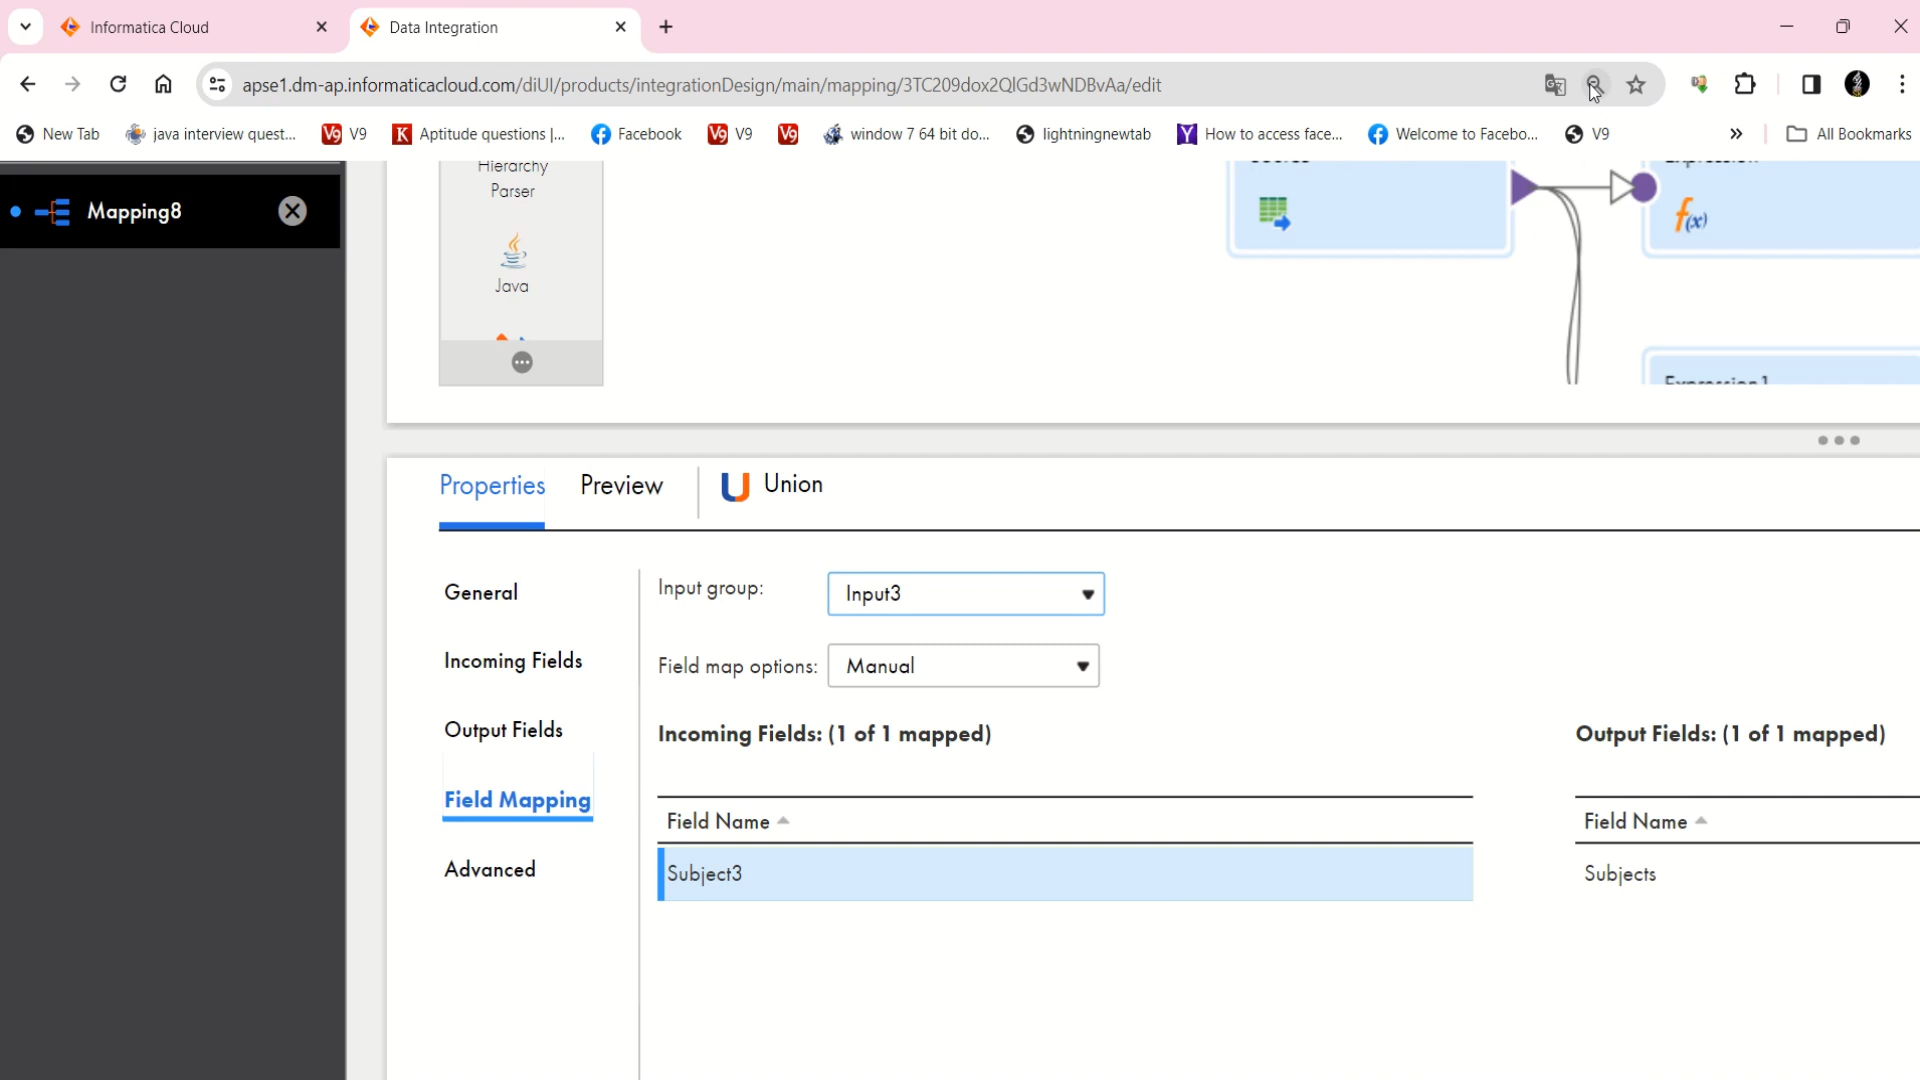 Informatica Cloud
Data Integration
apse1.dm-ap.informaticacloud.com/diUI/products/integrationDesign/main/mapping/3TC209dox2QlGd3wNDBvAa/edit
New Tab java interview quest... V9 Aptitude questions |... Facebook V9 window 7 64 bit do... lightningnewtab How to access face... Welcome to Facebo... V9 » All Bookmarks
Mapping8
Hierarchy
Parser
Java
Source
Expression
f(x)
Expression1
Properties Preview Union
General
Incoming Fields
Output Fields
Field Mapping
Advanced
Input group: Input3
Field map options: Manual
Incoming Fields: (1 of 1 mapped)
Field Name
Subject3
Output Fields: (1 of 1 mapped)
Field Name
Subjects